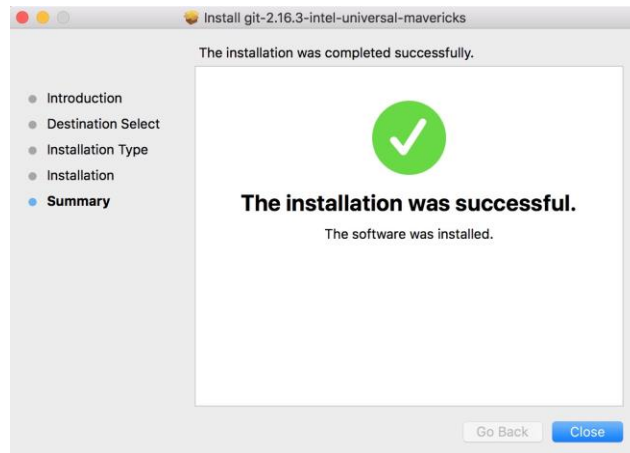 Install git-2.16.3-intel-universal-mavericks
The installation was completed successfully.
Introduction
Destination Select
Installation Type
Installation
Summary
The installation was successful.
The software was installed.
Go Back
Close